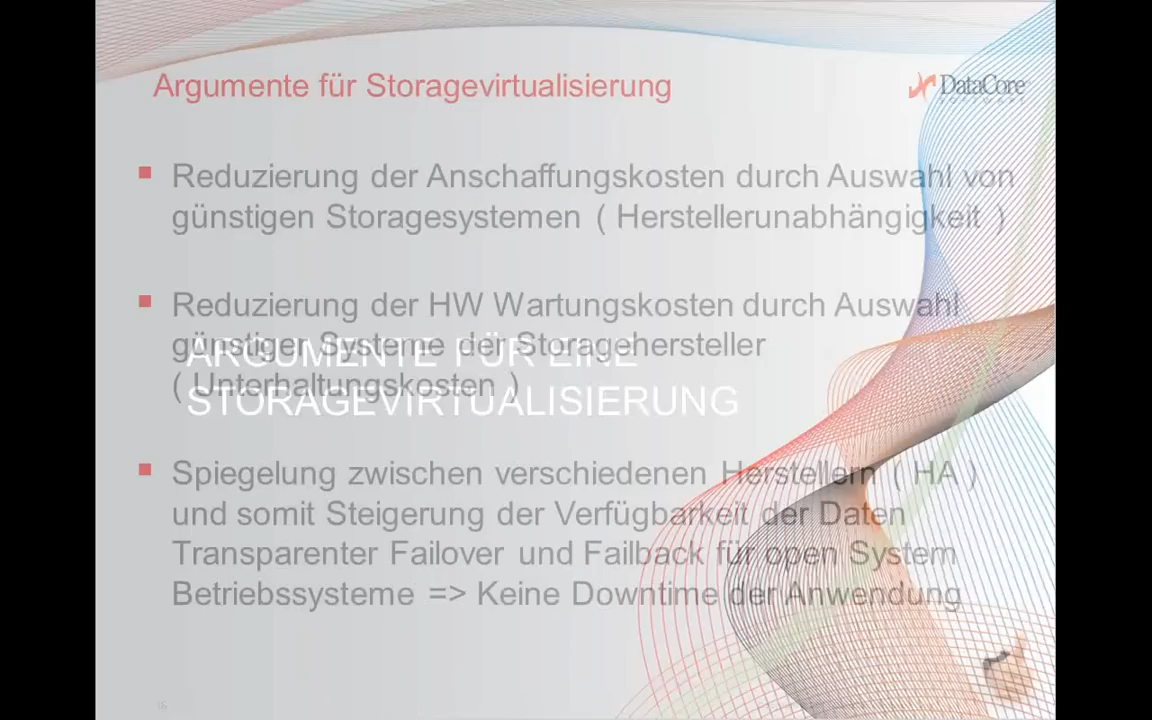 Argumente für Storagevirtualisierung
DataCore
SOFTWARE
Reduzierung der Anschaffungskosten durch Auswahl von
günstigen Storagesystemen ( Herstellerunabhängigkeit )
Reduzierung der HW Wartungskosten durch Auswahl
günstiger Systeme der Storagehersteller
( Unterhaltungskosten )
ARGUMENTE FÜR EINE
STORAGEVIRTUALISIERUNG
Spiegelung zwischen verschiedenen Herstellern ( HA )
und somit Steigerung der Verfügbarkeit der Daten
Transparenter Failover und Failback für open System
Betriebssysteme => Keine Downtime der Anwendung